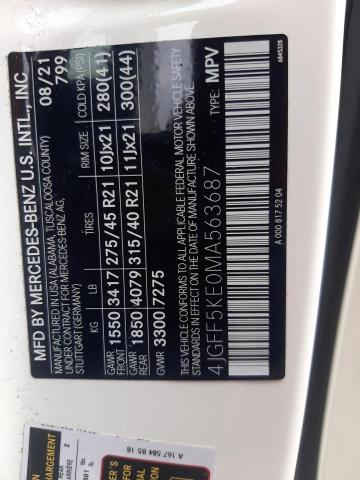 MFD BY MERCEDES-BENZ U.S. INTL., INC. 08/21
MANUFACTURED IN USA (ALABAMA, TUSCALOOSA COUNTY) 799
UNDER CONTRACT FOR MERCEDES-BENZ AG,
STUTTGART (GERMANY)
KG LB TIRES RIM SIZE COLD KPA(PSI)
GAWR FRONT 1550 3417 275/45 R21 10Jx21 280(41)
GAWR REAR 1850 4079 315/40 R21 11Jx21 300(44)
GVWR 3300 7275
THIS VEHICLE CONFORMS TO ALL APPLICABLE FEDERAL MOTOR VEHICLE SAFETY
STANDARDS IN EFFECT ON THE DATE OF MANUFACTURE SHOWN ABOVE.
4JGFF5KE0MA563687 TYPE: MPV
A 000 817 52 04
A 167 584 85 18